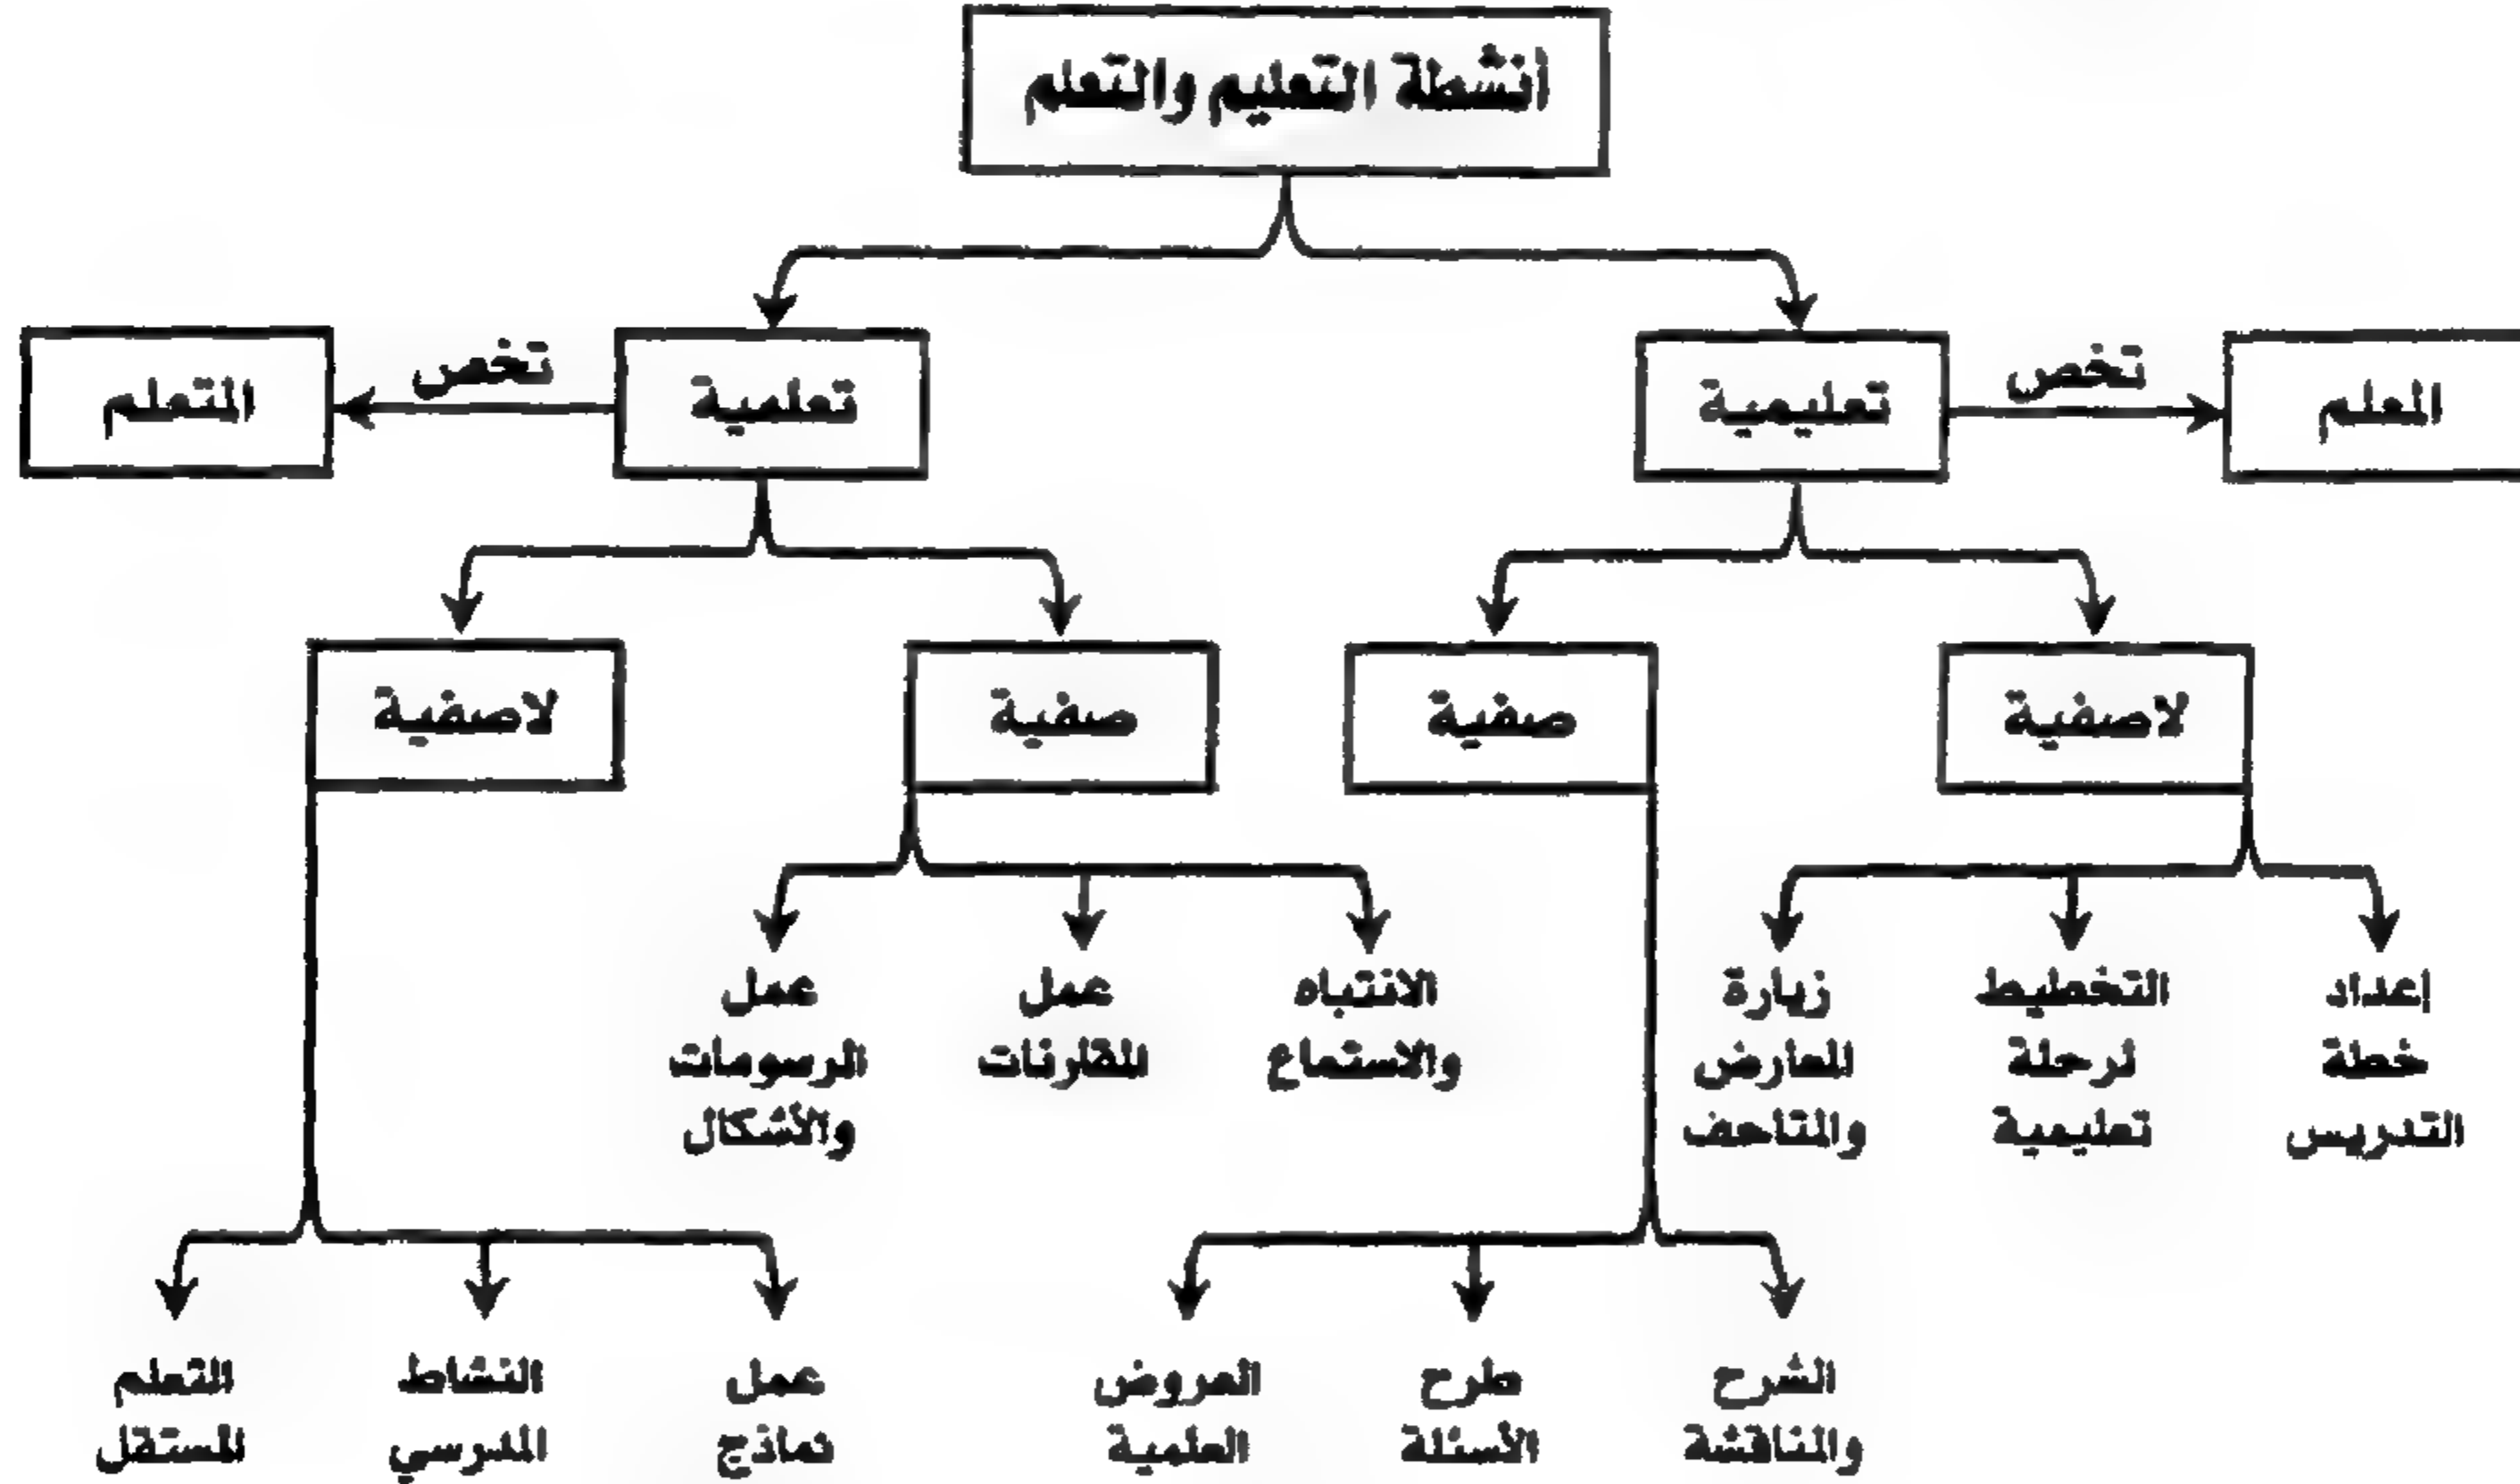 أنشطة التعليم والتعلم
المعلم
تخص
تعليمية
تعلمية
تخص
المتعلم
لاصفية
صفية
صفية
لاصفية
إعداد
خطة
التدريس
التخطيط
لرحلة
تعليمية
زيارة
المعارض
والمتاحف
الانتباه
والاستماع
عمل
المقارنات
عمل
الرسومات
والأشكال
الشرح
والمناقشة
طرح
الأسئلة
العروض
العلمية
عمل
نماذج
النشاط
المدرسي
التعلم
المستقل